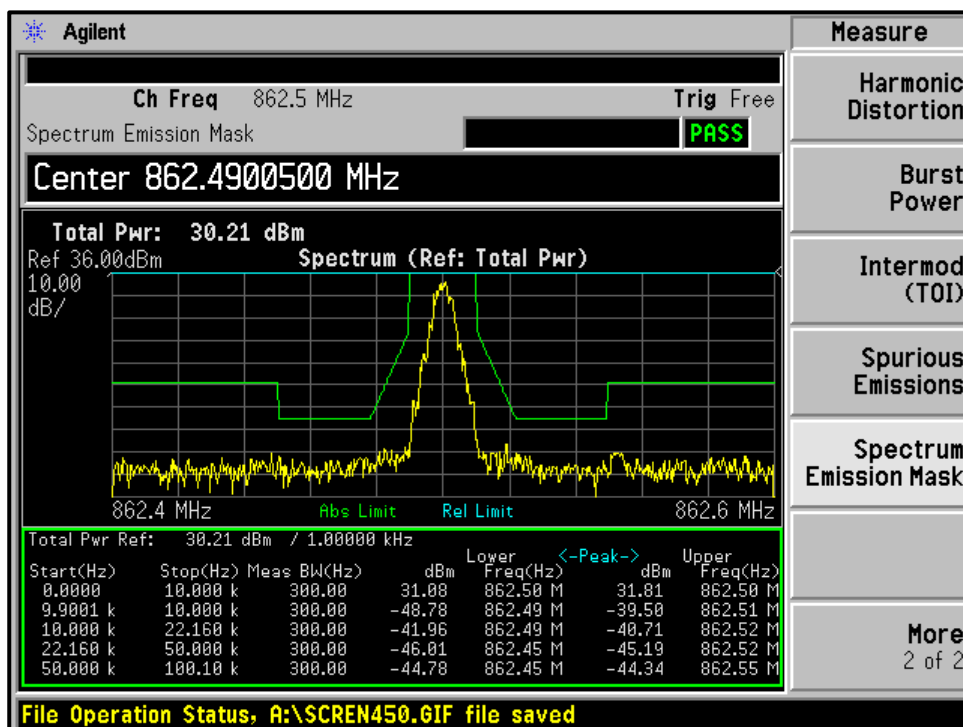 Agilent
Measure
Ch Freq 862.5 MHz Trig Free
Spectrum Emission Mask PASS
Center 862.4900500 MHz
Total Pwr: 30.21 dBm
Ref 36.00dBm Spectrum (Ref: Total Pwr)
10.00
dB/
862.4 MHz Abs Limit Rel Limit 862.6 MHz
Total Pwr Ref: 30.21 dBm / 1.00000 kHz
Lower <-Peak-> Upper
Start(Hz) Stop(Hz) Meas BW(Hz) dBm Freq(Hz) dBm Freq(Hz)
0.0000 10.000 k 300.00 31.08 862.50 M 31.81 862.50 M
9.9001 k 10.000 k 300.00 -48.78 862.49 M -39.50 862.51 M
10.000 k 22.160 k 300.00 -41.96 862.49 M -40.71 862.52 M
22.160 k 50.000 k 300.00 -46.01 862.45 M -45.19 862.52 M
50.000 k 100.10 k 300.00 -44.78 862.45 M -44.34 862.55 M
Harmonic
Distortion
Burst
Power
Intermod
(TOI)
Spurious
Emissions
Spectrum
Emission Mask
More
2 of 2
File Operation Status, A:\SCREN450.GIF file saved